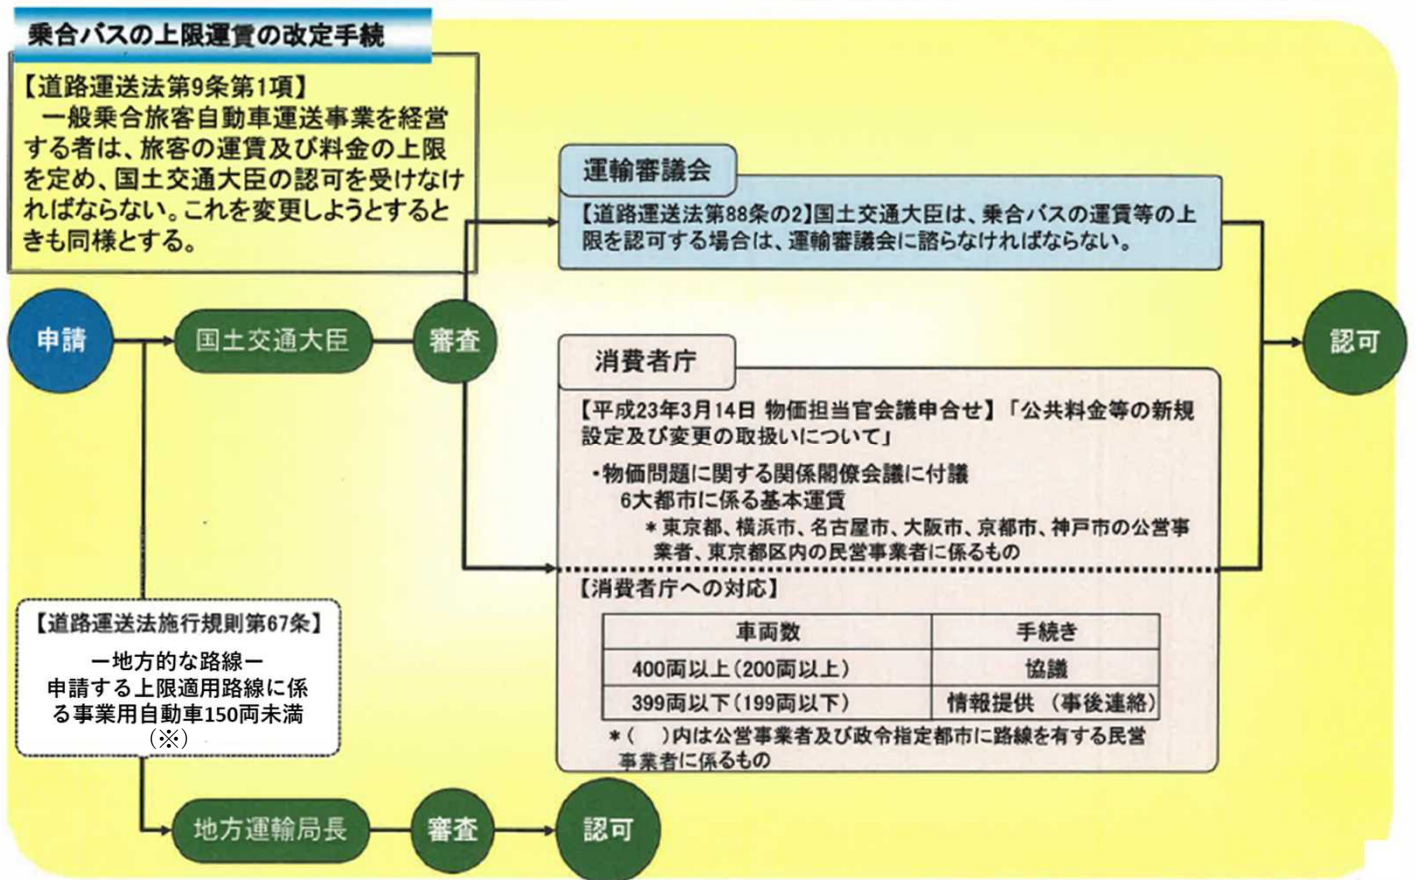 乗合バスの上限運賃の改定手続
【道路運送法第9条第1項】
一般乗合旅客自動車運送事業を経営
する者は、旅客の運賃及び料金の上限
を定め、国土交通大臣の認可を受けなけ
ればならない。これを変更しようとすると
きも同様とする。
運輸審議会
【道路運送法第88条の2】国土交通大臣は、乗合バスの運賃等の上
限を認可する場合は、運輸審議会に諮らなければならない。
申請
国土交通大臣
審査
認可
消費者庁
【平成23年3月14日 物価担当官会議申合せ】「公共料金等の新規
設定及び変更の取扱いについて」
・物価問題に関する関係閣僚会議に付議
6大都市に係る基本運賃
*東京都、横浜市、名古屋市、大阪市、京都市、神戸市の公営事
業者、東京都区内の民営事業者に係るもの
【消費者庁への対応】
車両数 手続き
400両以上(200両以上) 協議
399両以下(199両以下) 情報提供 (事後連絡)
*( )内は公営事業者及び政令指定都市に路線を有する民営
事業者に係るもの
【道路運送法施行規則第67条】
ー地方的な路線ー
申請する上限適用路線に係
る事業用自動車150両未満
(※)
地方運輸局長
審査
認可